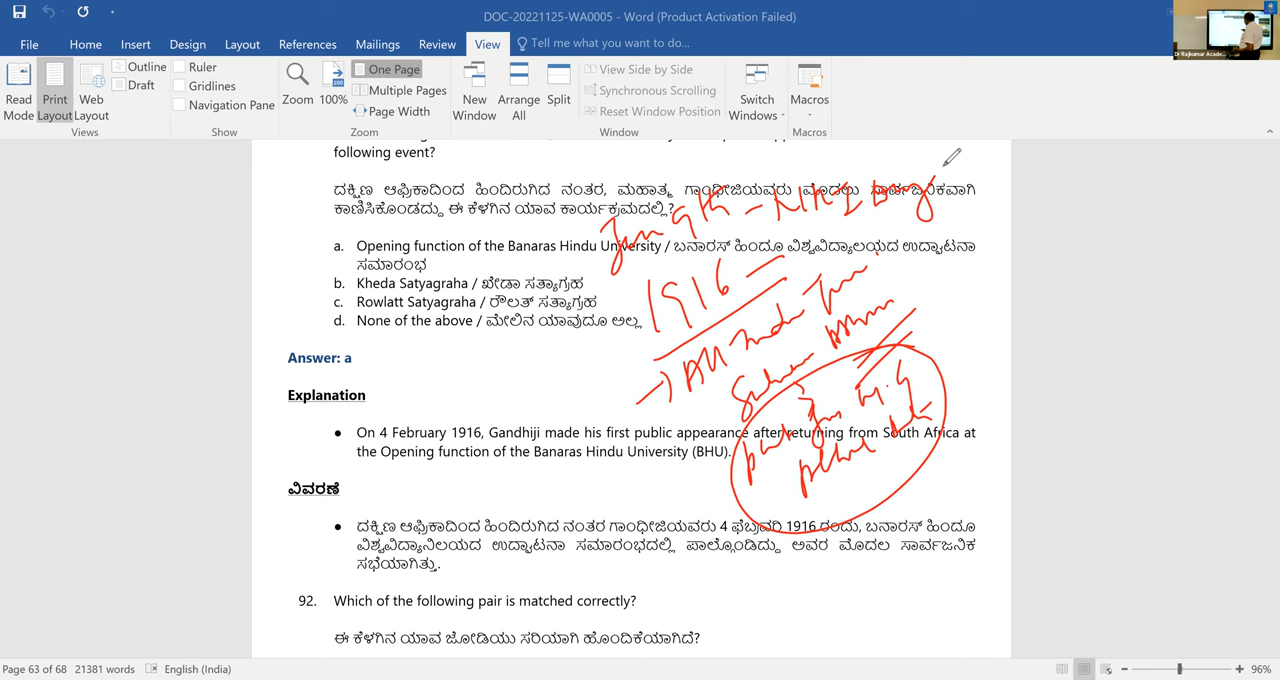 DOC-20221125-WA0005 - Word (Product Activation Failed)
File Home Insert Design Layout References Mailings Review View Tell me what you want to do...
Read Mode
Print Layout
Web Layout
Outline
Draft
Views
Ruler
Gridlines
Navigation Pane
Show
Zoom
100%
One Page
Multiple Pages
Page Width
Zoom
New Window
Arrange All
Split
View Side by Side
Synchronous Scrolling
Reset Window Position
Window
Switch Windows
Macros
Macros
Dr Rajkumar Acade...
following event?
ದಕ್ಷಿಣ ಆಫ್ರಿಕಾದಿಂದ ಹಿಂದಿರುಗಿದ ನಂತರ, ಮಹಾತ್ಮ ಗಾಂಧೀಜಿಯವರು ಮೊದಲು ಸಾರ್ವಜನಿಕವಾಗಿ
ಕಾಣಿಸಿಕೊಂಡದ್ದು ಈ ಕೆಳಗಿನ ಯಾವ ಕಾರ್ಯಕ್ರಮದಲ್ಲಿ?
a. Opening function of the Banaras Hindu University / ಬನಾರಸ್ ಹಿಂದೂ ವಿಶ್ವವಿದ್ಯಾಲಯದ ಉದ್ಘಾಟನಾ
ಸಮಾರಂಭ
b. Kheda Satyagraha / ಖೇಡಾ ಸತ್ಯಾಗ್ರಹ
c. Rowlatt Satyagraha / ರೌಲತ್ ಸತ್ಯಾಗ್ರಹ
d. None of the above / ಮೇಲಿನ ಯಾವುದೂ ಅಲ್ಲ
1916
Answer: a
Explanation
● On 4 February 1916, Gandhiji made his first public appearance after returning from South Africa at
the Opening function of the Banaras Hindu University (BHU).
ವಿವರಣೆ
● ದಕ್ಷಿಣ ಆಫ್ರಿಕಾದಿಂದ ಹಿಂದಿರುಗಿದ ನಂತರ ಗಾಂಧೀಜಿಯವರು 4 ಫೆಬ್ರವರಿ 1916 ರಂದು, ಬನಾರಸ್ ಹಿಂದೂ
ವಿಶ್ವವಿದ್ಯಾನಿಲಯದ ಉದ್ಘಾಟನಾ ಸಮಾರಂಭದಲ್ಲಿ ಪಾಲ್ಗೊಂಡಿದ್ದು ಅವರ ಮೊದಲ ಸಾರ್ವಜನಿಕ
ಸಭೆಯಾಗಿತ್ತು.
92. Which of the following pair is matched correctly?
ಈ ಕೆಳಗಿನ ಯಾವ ಜೋಡಿಯು ಸರಿಯಾಗಿ ಹೊಂದಿಕೆಯಾಗಿದೆ?
Page 63 of 68 21381 words English (India) 96%